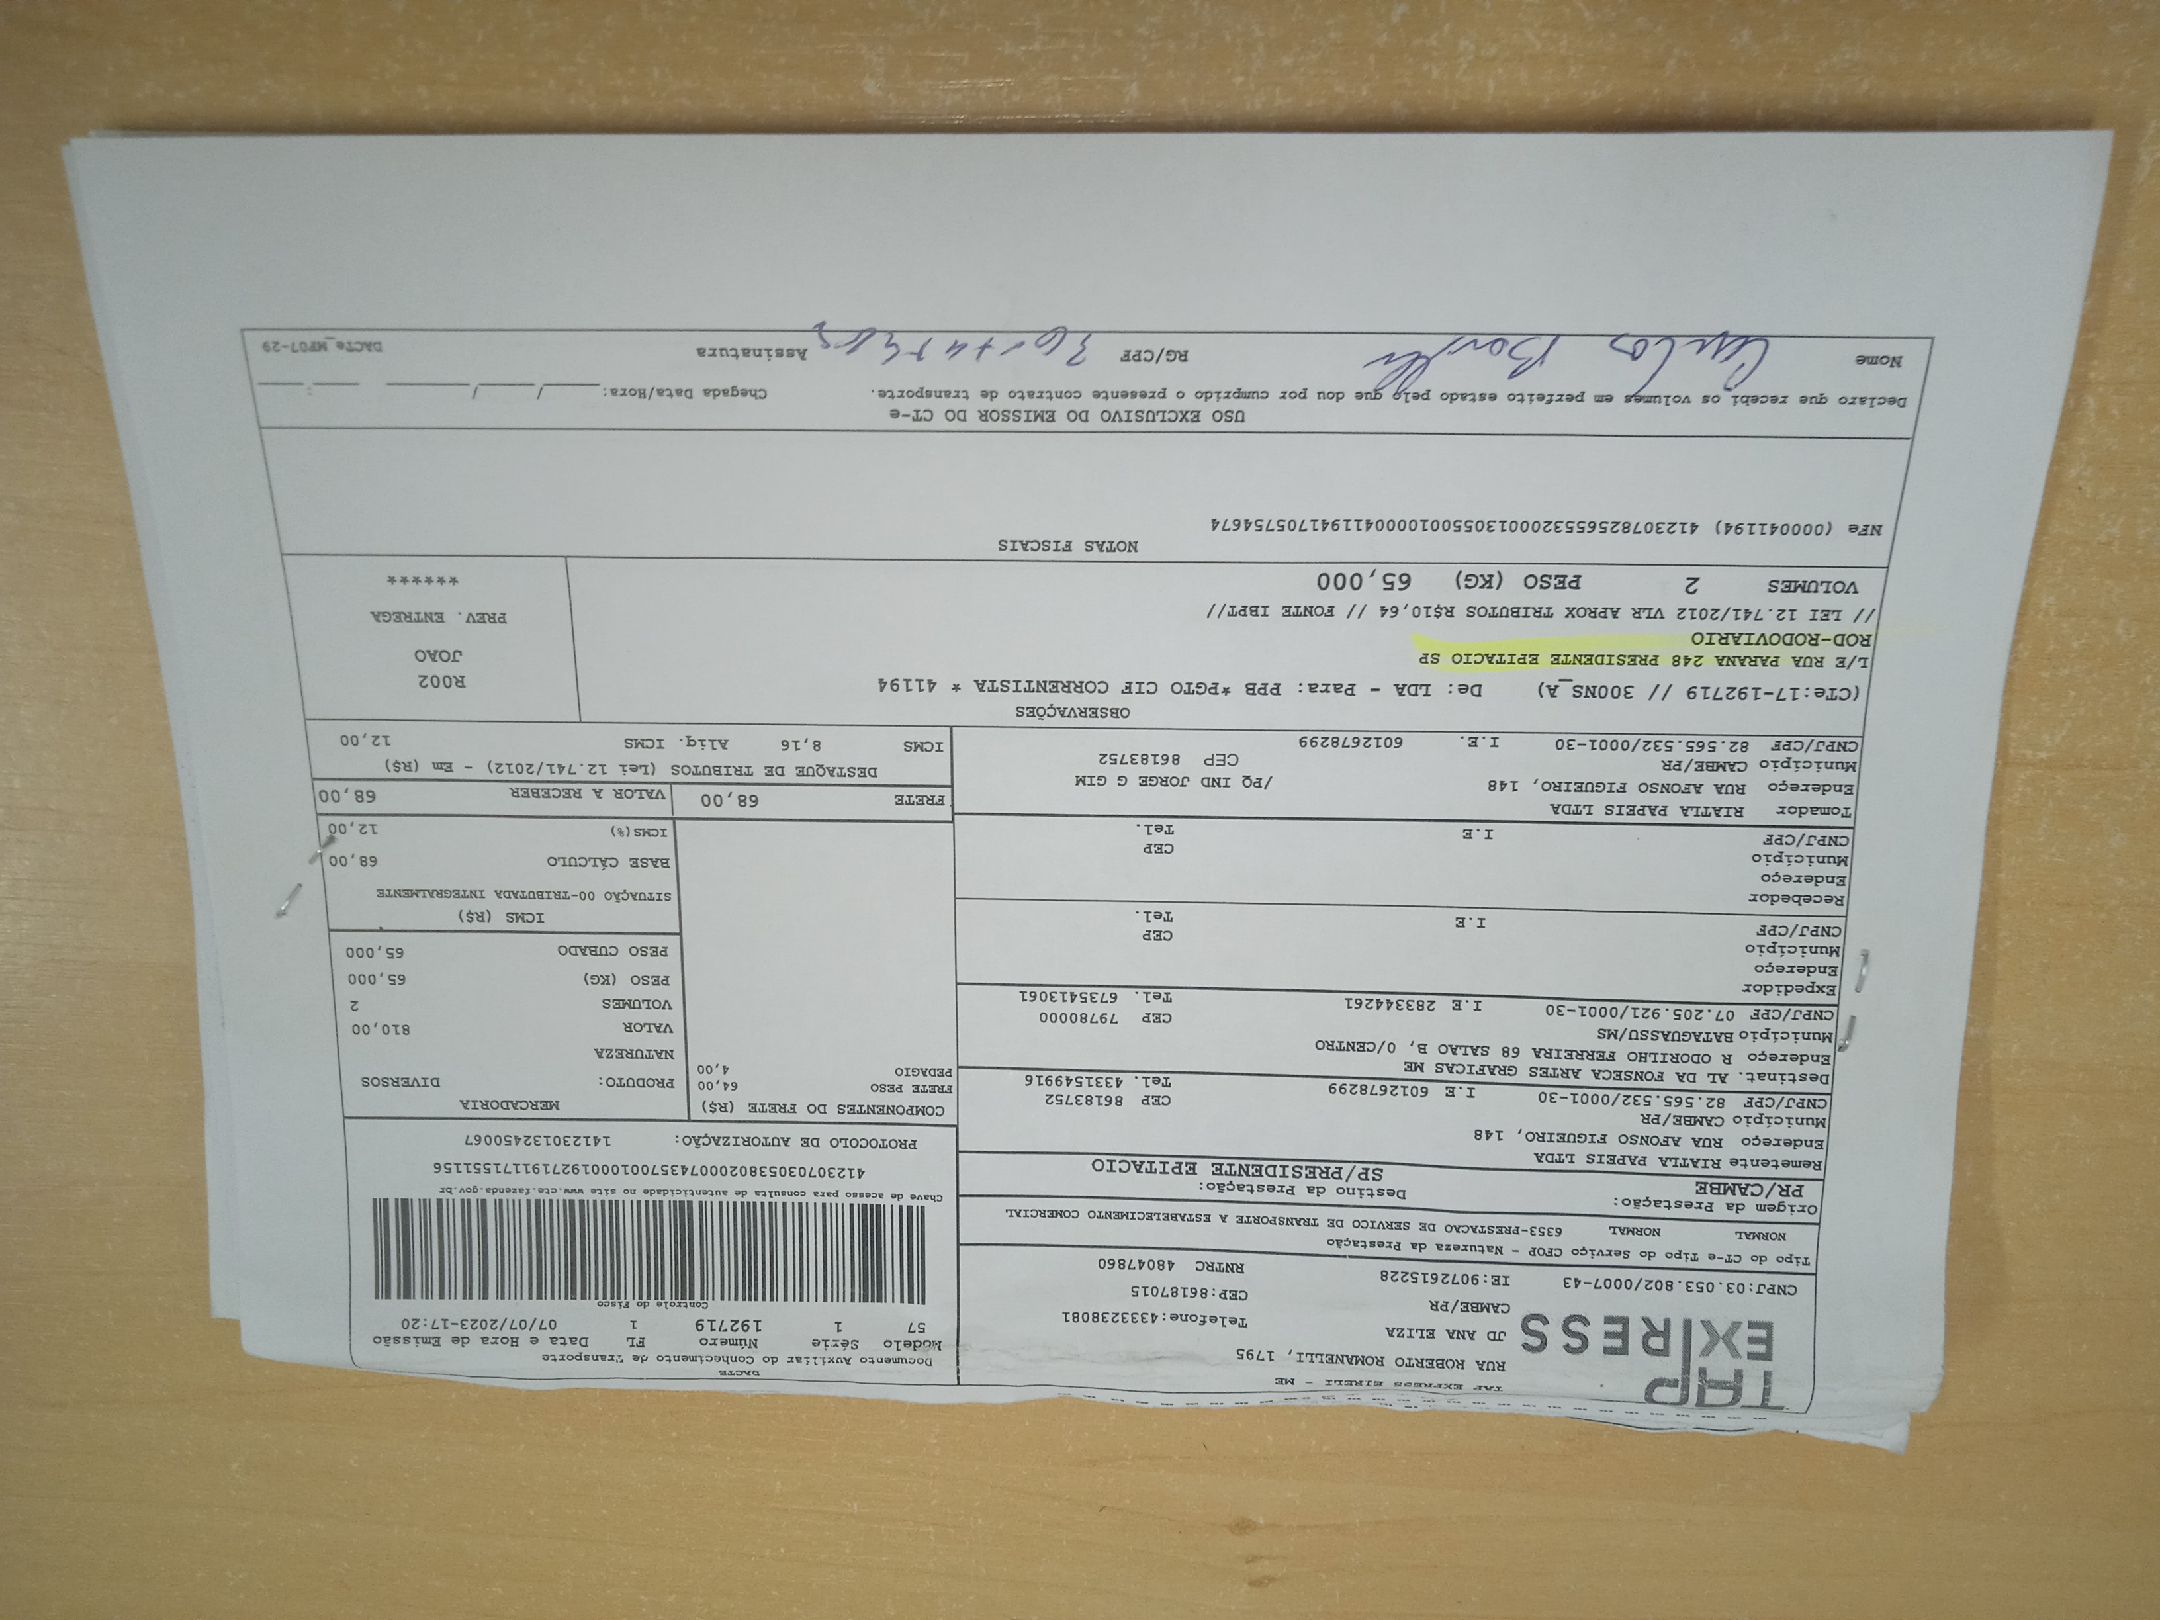 TAP
EXPRESS
TAP EXPRESS EIRELI - ME
RUA ROBERTO ROMANELLI, 1795
JD ANA ELIZA Telefone:4333238081
CAMBE/PR CEP:86187015
CNPJ:03.053.802/0007-43 IE:9072615228 RNTRC 48047860
DACTE
Documento Auxiliar do Conhecimento de Transporte
Modelo Série Número FL Data e Hora de Emissão
57 1 192719 1 07/07/2023-17:20
Controle do Fisco
Chave de acesso para consulta de autenticidade no site www.cte.fazenda.gov.br
41230703053802000743570010001927191171551156
PROTOCOLO DE AUTORIZAÇÃO: 141230132450067
Tipo do CT-e Tipo do Serviço CFOP - Natureza da Prestação
NORMAL NORMAL 6353-PRESTACAO DE SERVICO DE TRANSPORTE A ESTABELECIMENTO COMERCIAL
Origem da Prestação: Destino da Prestação:
PR/CAMBE SP/PRESIDENTE EPITACIO
Remetente RIATLA PAPEIS LTDA
Endereço RUA AFONSO FIGUEIRO, 148
Município CAMBE/PR CEP 86183752
CNPJ/CPF 82.565.532/0001-30 I.E 6012678299 Tel. 4331549916
Destinat. AL DA FONSECA ARTES GRAFICAS ME
Endereço R ODORILHO FERREIRA 68 SALAO B, 0/CENTRO
Município BATAGUASSU/MS CEP 79780000
CNPJ/CPF 07.205.921/0001-30 I.E 283344261 Tel. 6735413061
Expedidor
Endereço
Município CEP
CNPJ/CPF I.E Tel.
Recebedor
Endereço
Município CEP
CNPJ/CPF I.E Tel.
Tomador RIATLA PAPEIS LTDA
Endereço RUA AFONSO FIGUEIRO, 148 /PQ IND JORGE G GIM
Município CAMBE/PR CEP 86183752
CNPJ/CPF 82.565.532/0001-30 I.E. 6012678299
COMPONENTES DO FRETE (R$)
FRETE PESO 64,00
PEDAGIO 4,00
MERCADORIA
PRODUTO: DIVERSOS
NATUREZA
VALOR 810,00
VOLUMES 2
PESO (KG) 65,000
PESO CUBADO 65,000
ICMS (R$)
SITUAÇÃO 00-TRIBUTADA INTEGRALMENTE
BASE CÁLCULO 68,00
ICMS(%) 12,00
FRETE 68,00 VALOR A RECEBER 68,00
DESTAQUE DE TRIBUTOS (Lei 12.741/2012) - Em (R$)
ICMS 8,16 Aliq. ICMS 12,00
OBSERVAÇÕES
(CTe:17-192719 // 300NS_A) De: LDA - Para: PPB *PGTO CIF CORRENTISTA * 41194
L/E RUA PARANA 248 PRESIDENTE EPITACIO SP
ROD-RODOVIARIO
// LEI 12.741/2012 VLR APROX TRIBUTOS R$10,64 // FONTE IBPT//
VOLUMES 2 PESO (KG) 65,000
R002
JOAO
PREV. ENTREGA
******
NOTAS FISCAIS
NFe (000041194) 41230782565532000130550010000411941705754674
USO EXCLUSIVO DO EMISSOR DO CT-e
Declaro que recebi os volumes em perfeito estado pelo que dou por cumprido o presente contrato de transporte. Chegada Data/Hora: ____/____/____ ___:___
Nome Carlos RG/CPF Assinatura DACTe_MF07-29